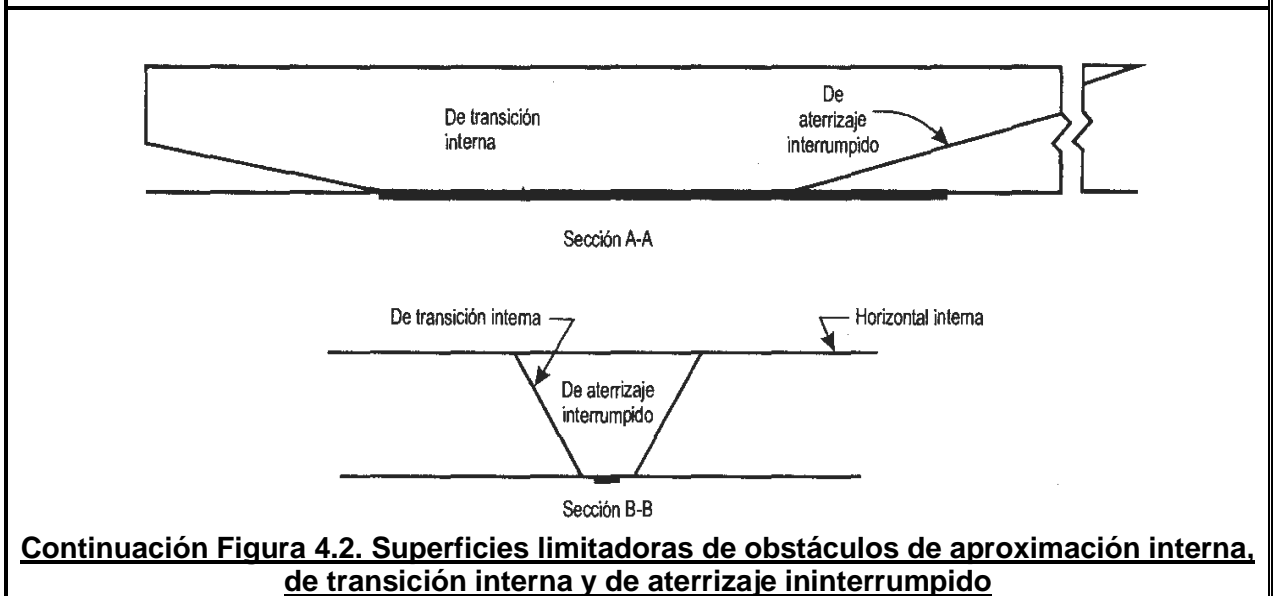 De transición
interna
De
aterrizaje
interrumpido
Sección A-A
De transición interna
Horizontal interna
De aterrizaje
interrumpido
Sección B-B
Continuación Figura 4.2. Superficies limitadoras de obstáculos de aproximación interna,
de transición interna y de aterrizaje ininterrumpido